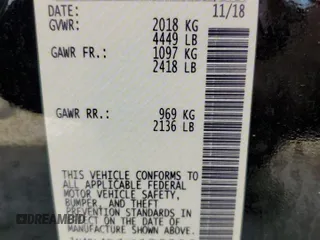 DATE: 11/18
GVWR: 2018 KG
4449 LB
GAWR FR.: 1097 KG
2418 LB
GAWR RR.: 969 KG
2136 LB
THIS VEHICLE CONFORMS TO
ALL APPLICABLE FEDERAL
MOTOR VEHICLE SAFETY,
BUMPER, AND THEFT
PREVENTION STANDARDS IN
EFFECT ON THE DATE OF
MANUFACTURE SHOWN ABOVE.
DREAMBID